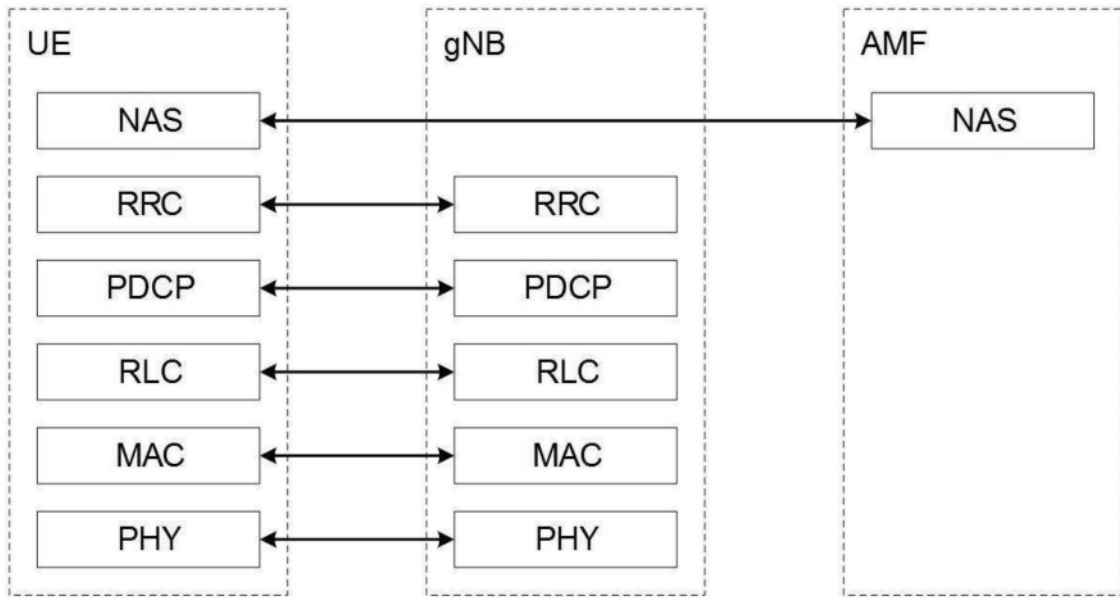 UE gNB AMF
NAS NAS
RRC RRC
PDCP PDCP
RLC RLC
MAC MAC
PHY PHY